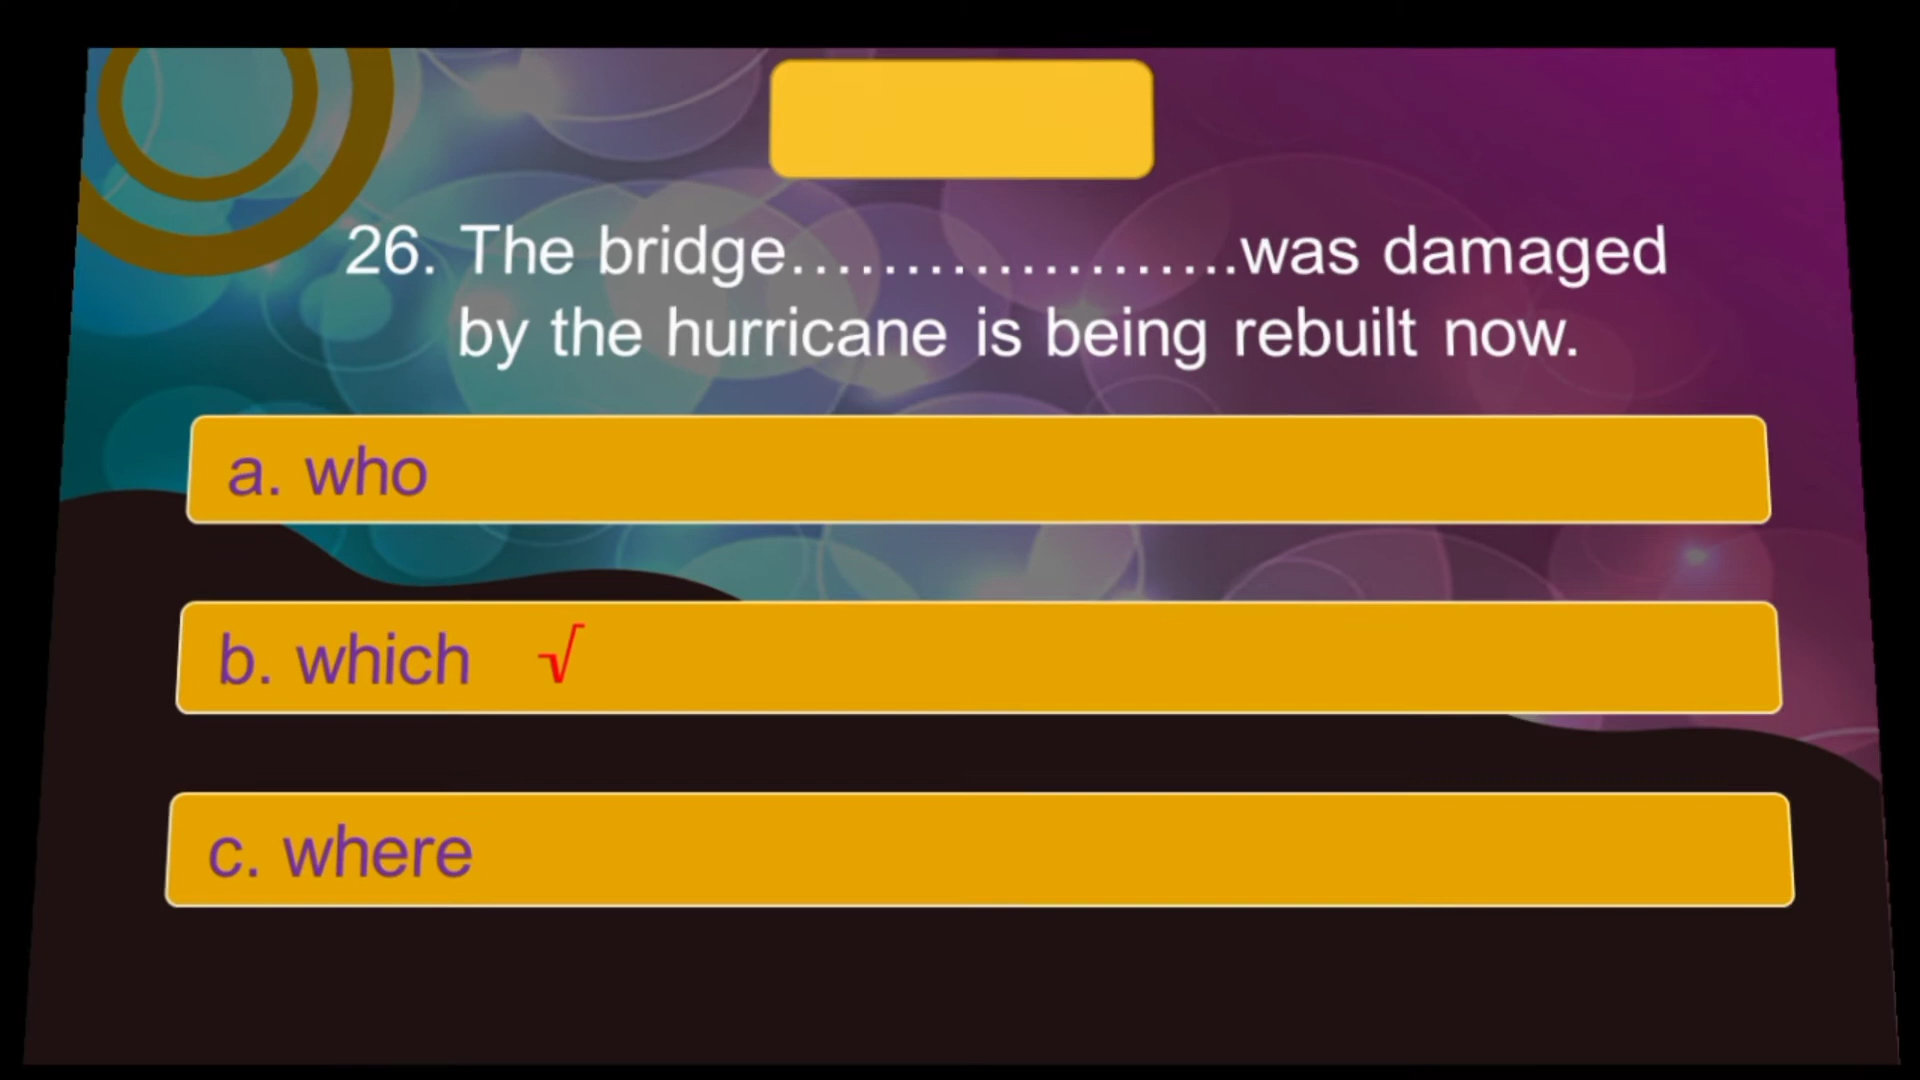 26. The bridge....................was damaged
by the hurricane is being rebuilt now.
a. who
b. which √
c. where